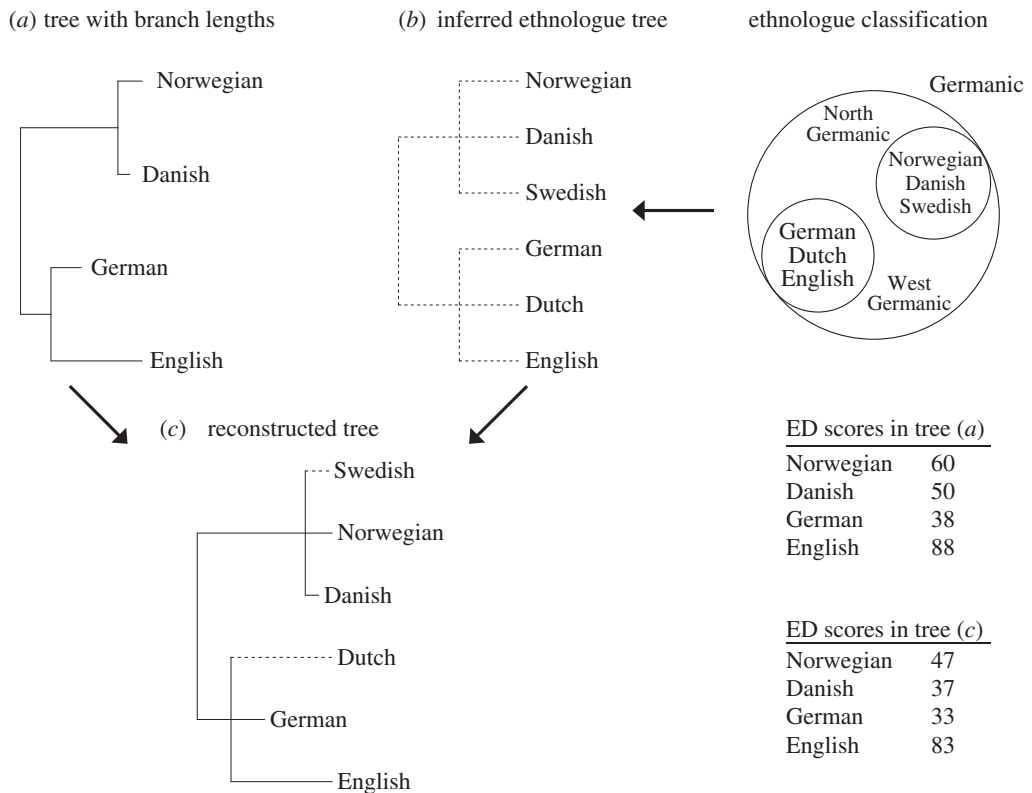 (a) tree with branch lengths
(b) inferred ethnologue tree
ethnologue classification
Norwegian
Danish
German
English
Norwegian
Danish
Swedish
German
Dutch
English
Germanic
North
Germanic
Norwegian
Danish
Swedish
German
Dutch
English
West
Germanic
(c) reconstructed tree
Swedish
Norwegian
Danish
Dutch
German
English
ED scores in tree (a)
Norwegian 60
Danish 50
German 38
English 88
ED scores in tree (c)
Norwegian 47
Danish 37
German 33
English 83